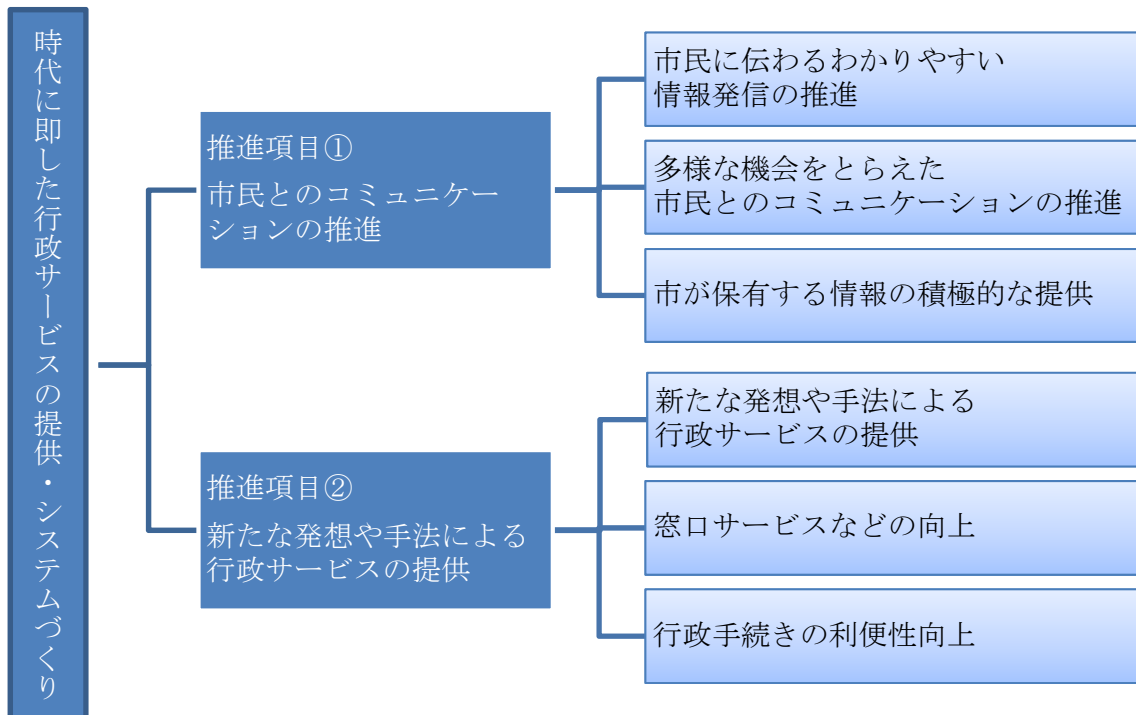 時代に即した行政サービスの提供・システムづくり
推進項目①
市民とのコミュニケー
ションの推進
市民に伝わるわかりやすい
情報発信の推進
多様な機会をとらえた
市民とのコミュニケーションの推進
市が保有する情報の積極的な提供
推進項目②
新たな発想や手法による
行政サービスの提供
新たな発想や手法による
行政サービスの提供
窓口サービスなどの向上
行政手続きの利便性向上